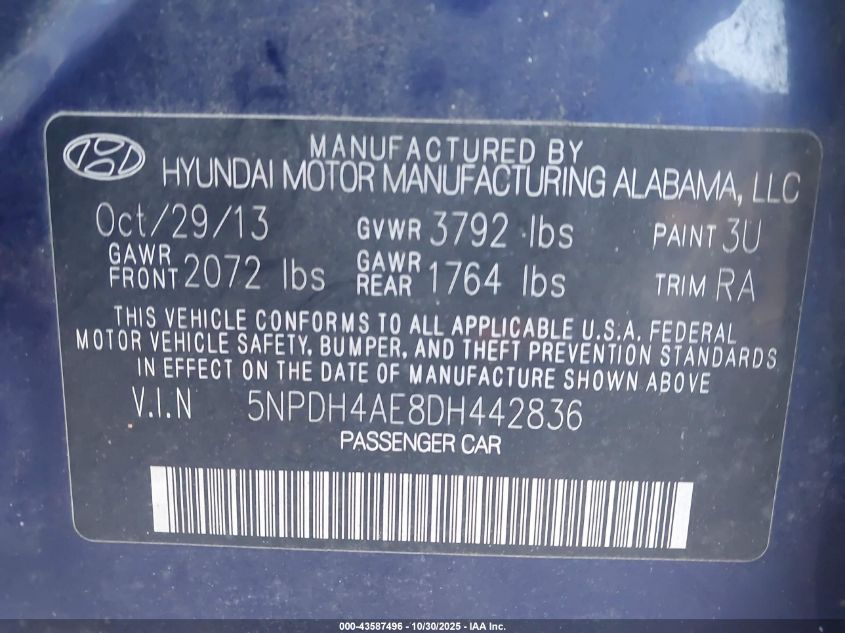 MANUFACTURED BY
HYUNDAI MOTOR MANUFACTURING ALABAMA, LLC
Oct/29/13 GVWR 3792 lbs PAINT 3U
GAWR FRONT 2072 lbs GAWR REAR 1764 lbs TRIM RA
THIS VEHICLE CONFORMS TO ALL APPLICABLE U.S.A. FEDERAL
MOTOR VEHICLE SAFETY, BUMPER, AND THEFT PREVENTION STANDARDS
IN EFFECT ON THE DATE OF MANUFACTURE SHOWN ABOVE
V.I.N 5NPDH4AE8DH442836
PASSENGER CAR
000-43587496 - 10/30/2025 - IAA Inc.